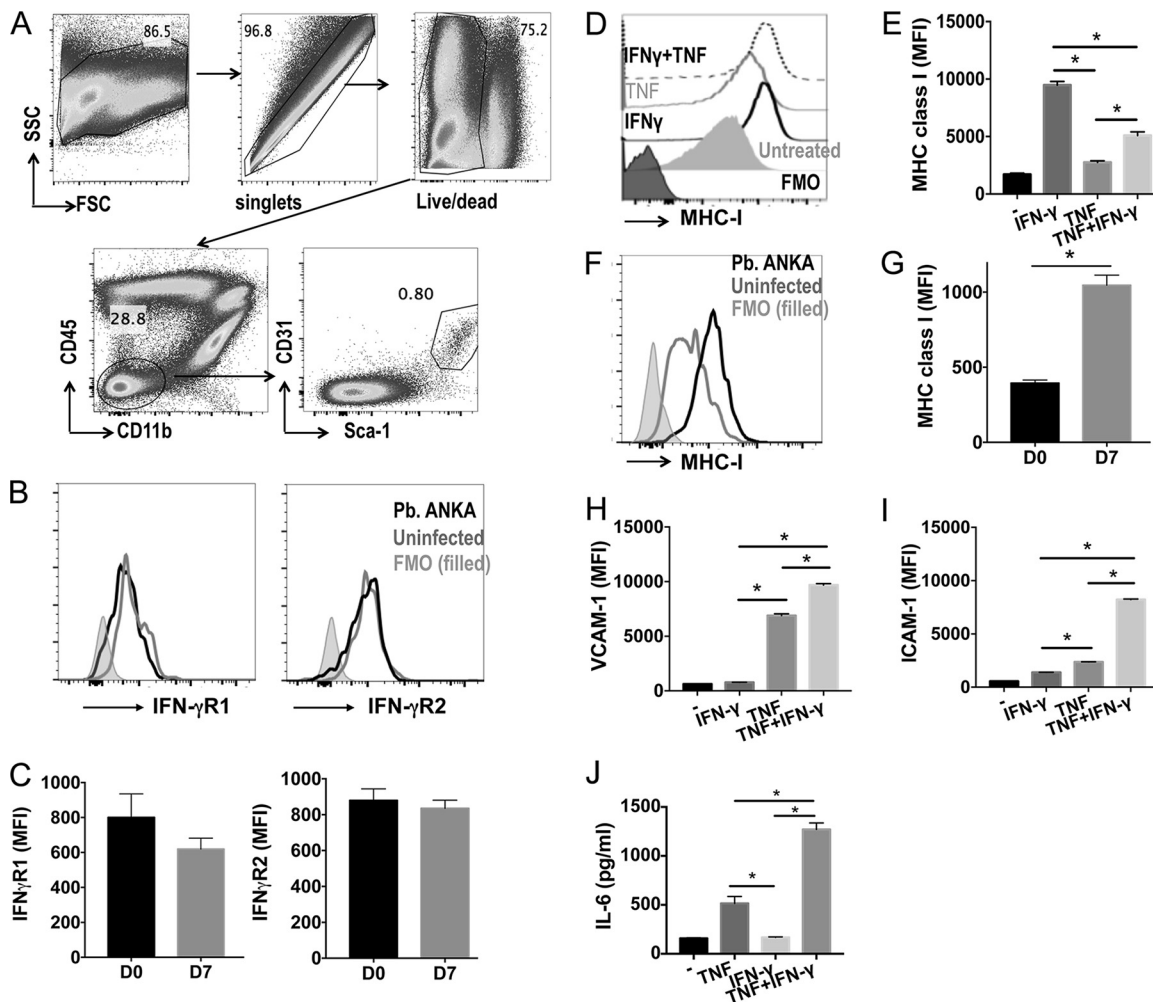 A
86.5
SSC
FSC
96.8
singlets
75.2
Live/dead
28.8
CD45
CD11b
0.80
CD31
Sca-1
B
Pb. ANKA
Uninfected
FMO (filled)
IFN-γR1
IFN-γR2
C
IFNγR1 (MFI)
1000
800
600
400
200
0
D0
D7
IFNγR2 (MFI)
1000
800
600
400
200
0
D0
D7
D
IFNγ+TNF
TNF
IFNγ
Untreated
FMO
MHC-I
E
MHC class I (MFI)
15000
10000
5000
0
*
*
*
-
IFN-γ
TNF
TNF+IFN-γ
F
Pb. ANKA
Uninfected
FMO (filled)
MHC-I
G
MHC class I (MFI)
1000
500
0
*
D0
D7
H
VCAM-1 (MFI)
15000
10000
5000
0
*
*
*
-
IFN-γ
TNF
TNF+IFN-γ
I
ICAM-1 (MFI)
15000
10000
5000
0
*
*
*
-
IFN-γ
TNF
TNF+IFN-γ
J
IL-6 (pg/ml)
1500
1000
500
0
*
*
*
-
TNF
IFN-γ
TNF+IFN-γ